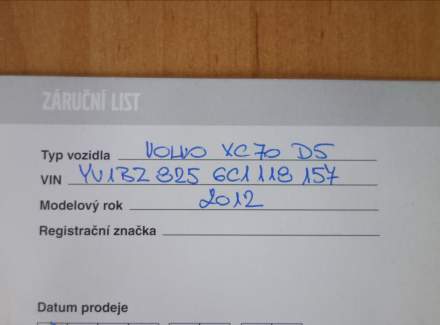 ZÁRUČNÍ LIST
Typ vozidla VOLVO XC70 D5
VIN YV1BZ825 6C1118157
Modelový rok 2012
Registrační značka
Datum prodeje